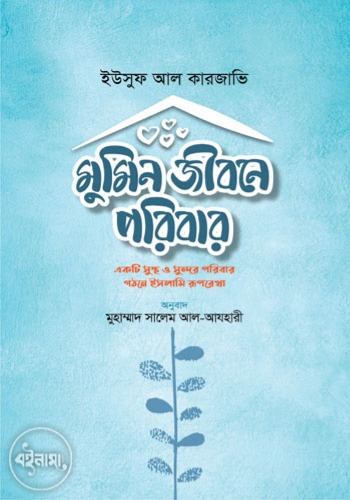 ইউসুফ আল কারজাভি
মুমিন জীবনে
পরিবার
একটি সুস্থ ও সুন্দর পরিবার
গঠনে ইসলামি রূপরেখা
অনুবাদ
মুহাম্মাদ সালেম আল-আযহারী
বইনামা